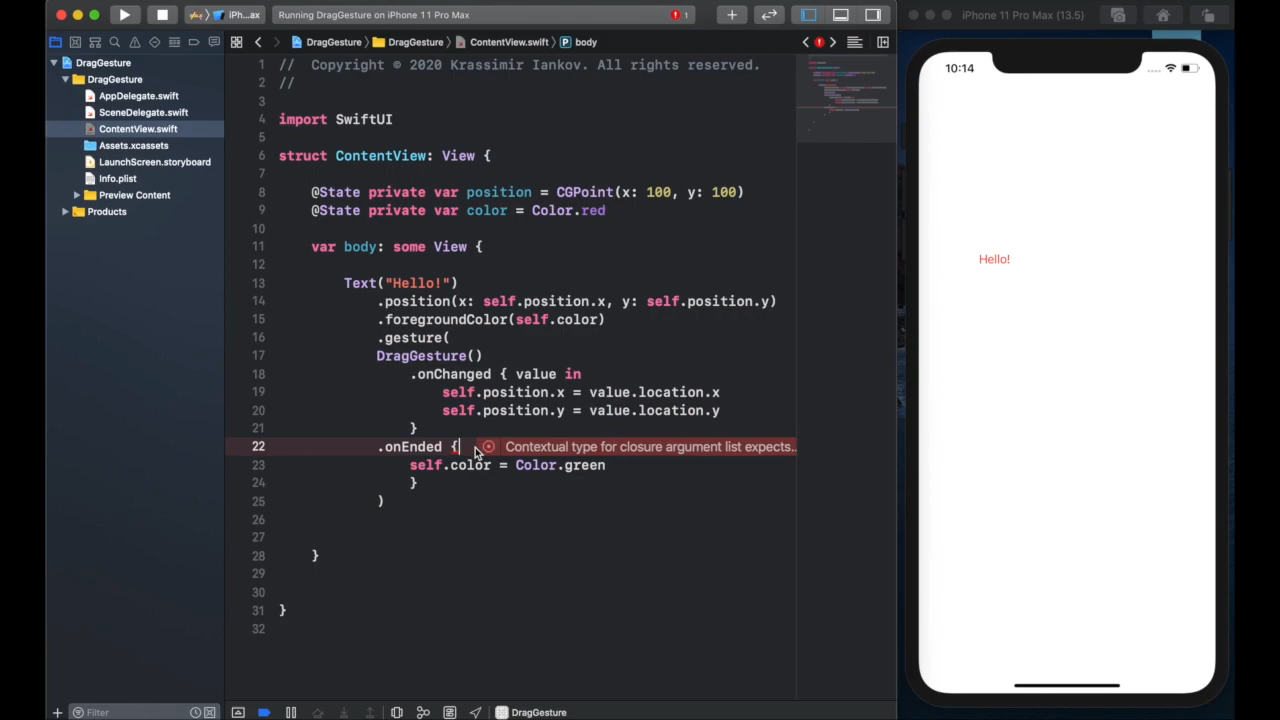 iPh...ax
Running DragGesture on iPhone 11 Pro Max
1
iPhone 11 Pro Max (13.5)
DragGesture
DragGesture
ContentView.swift
P
body
DragGesture
DragGesture
AppDelegate.swift
SceneDelegate.swift
ContentView.swift
Assets.xcassets
LaunchScreen.storyboard
Info.plist
Preview Content
Products
1 //  Copyright © 2020 Krassimir Iankov. All rights reserved.
2 //
3
4 import SwiftUI
5
6 struct ContentView: View {
7
8 @State private var position = CGPoint(x: 100, y: 100)
9 @State private var color = Color.red
10
11 var body: some View {
12
13 Text("Hello!")
14 .position(x: self.position.x, y: self.position.y)
15 .foregroundColor(self.color)
16 .gesture(
17 DragGesture()
18 .onChanged { value in
19 self.position.x = value.location.x
20 self.position.y = value.location.y
21 }
22 .onEnded { Contextual type for closure argument list expects...
23 self.color = Color.green
24 }
25 )
26
27
28 }
29
30
31 }
32
10:14
Hello!
Filter
DragGesture